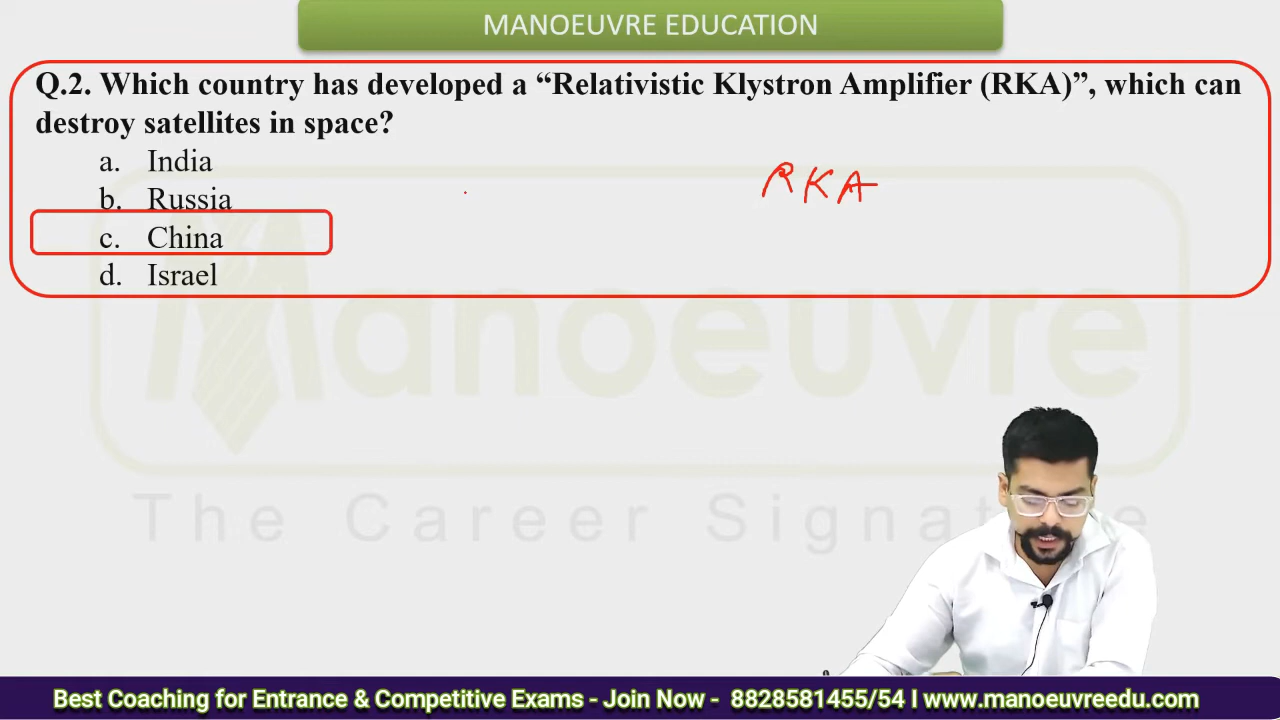 MANOEUVRE EDUCATION
Q.2. Which country has developed a “Relativistic Klystron Amplifier (RKA)”, which can
destroy satellites in space?
a. India
b. Russia
RKA
c. China
d. Israel
Manoeuvre
The Career Signature
Best Coaching for Entrance & Competitive Exams - Join Now - 8828581455/54 I www.manoeuvreedu.com